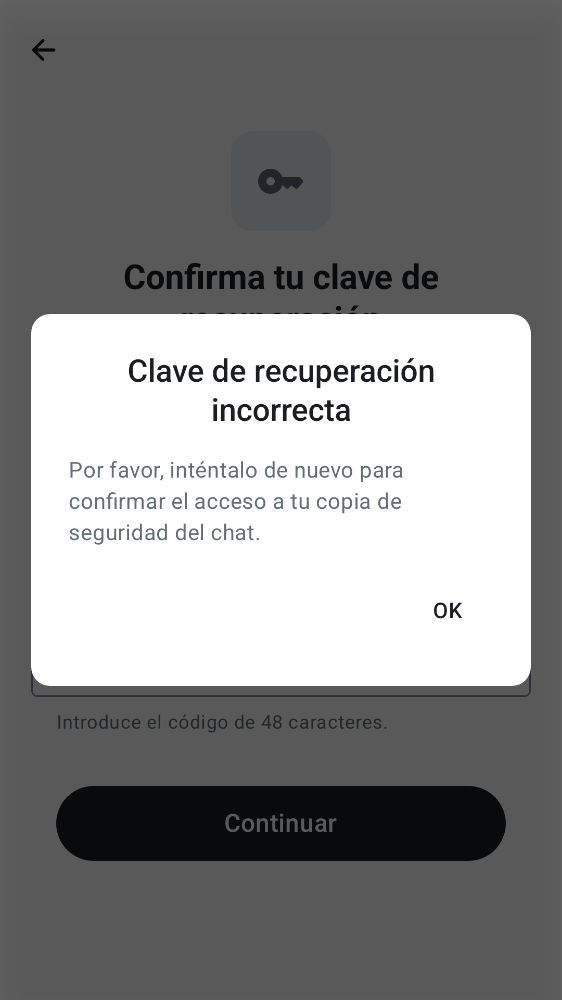 Confirma tu clave de
recuperación
Clave de recuperación
incorrecta
Por favor, inténtalo de nuevo para
confirmar el acceso a tu copia de
seguridad del chat.
OK
Introduce el código de 48 caracteres.
Continuar